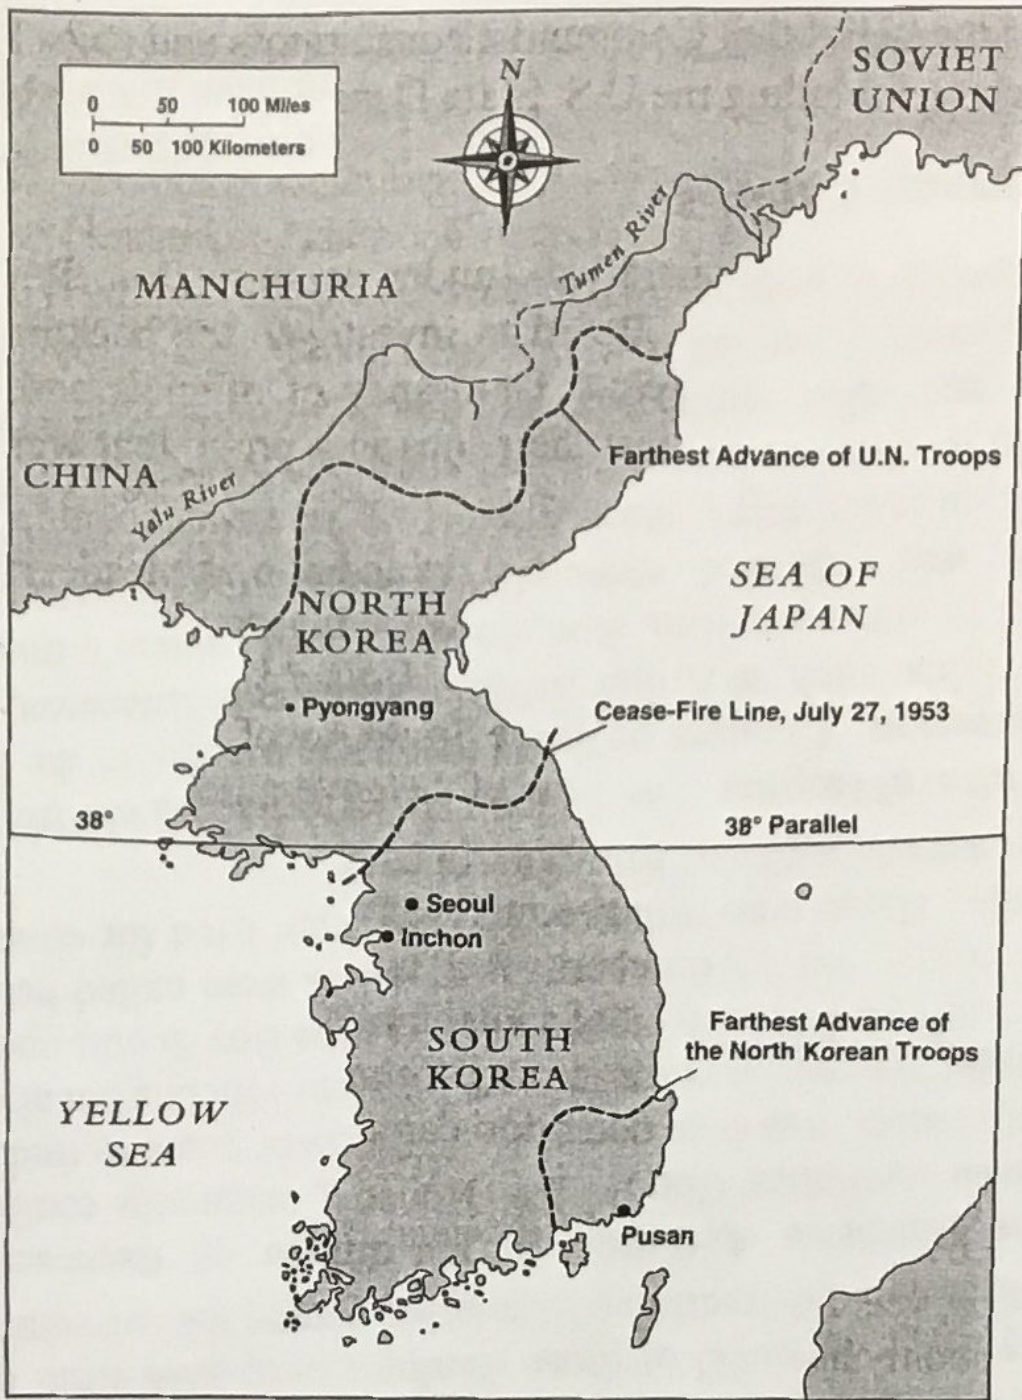 SOVIET
UNION
N
0 50 100 Miles
0 50 100 Kilometers
Tumen River
MANCHURIA
Farthest Advance of U.N. Troops
CHINA
Yalu River
SEA OF
JAPAN
NORTH
KOREA
Pyongyang
Cease-Fire Line, July 27, 1953
38°
38° Parallel
Seoul
Inchon
Farthest Advance of
the North Korean Troops
SOUTH
KOREA
YELLOW
SEA
Pusan